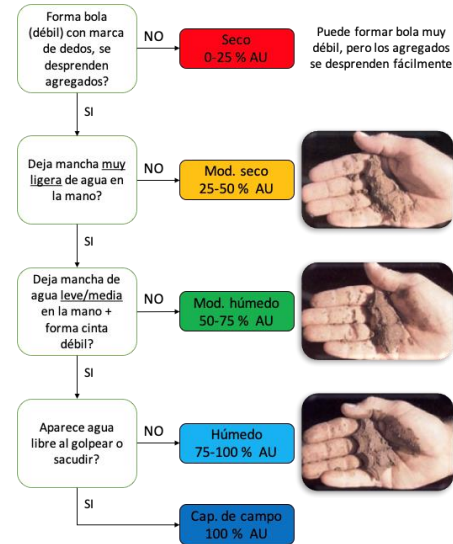 Forma bola
(débil) con marca
de dedos, se
desprenden
agregados?
NO
Seco
0-25 % AU
Puede formar bola muy
débil, pero los agregados
se desprenden fácilmente
SI
Deja mancha muy
ligera de agua en
la mano?
NO
Mod. seco
25-50 % AU
SI
Deja mancha de
agua leve/media
en la mano +
forma cinta
débil?
NO
Mod. húmedo
50-75 % AU
SI
Aparece agua
libre al golpear o
sacudir?
NO
Húmedo
75-100 % AU
SI
Cap. de campo
100 % AU